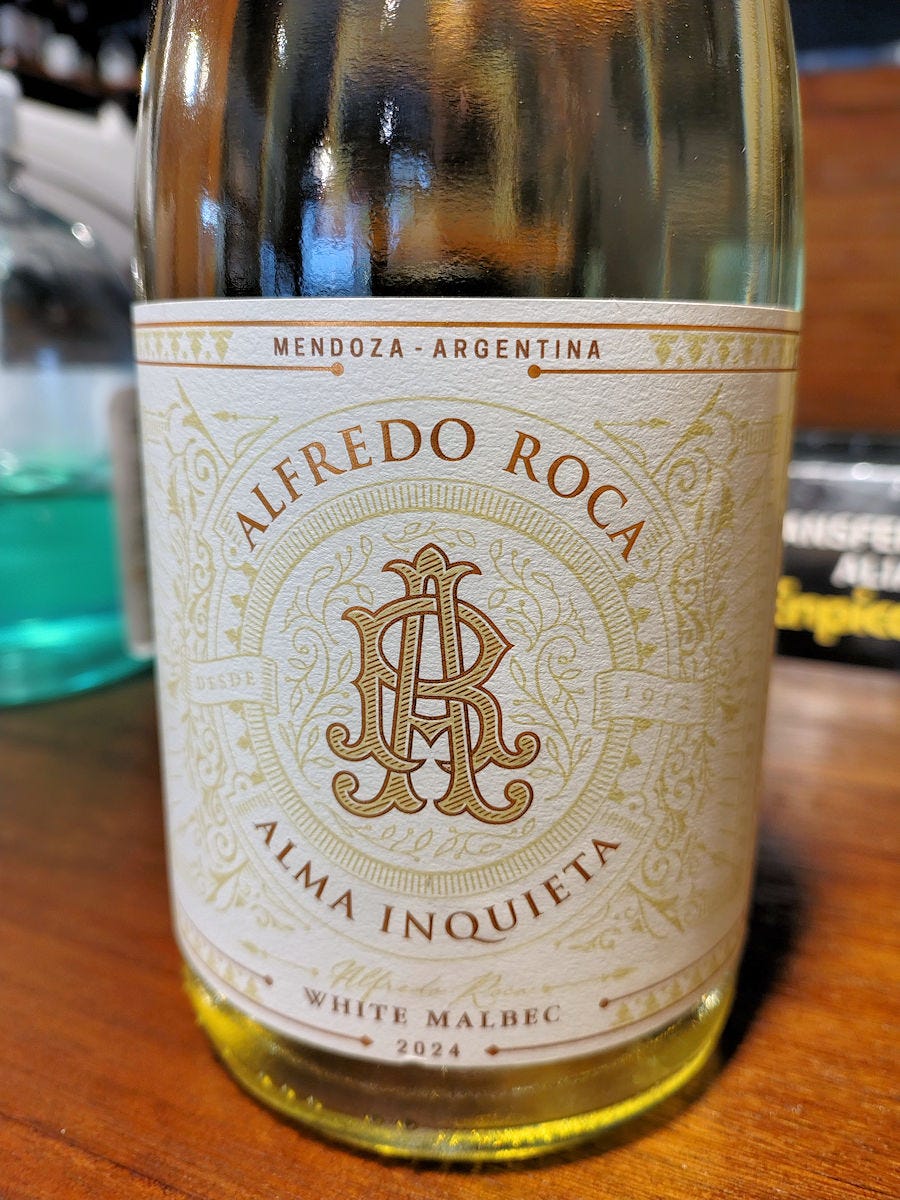 MENDOZA - ARGENTINA
ALFREDO ROCA
AR
DESDE
ALMA INQUIETA
Alfredo Roca
WHITE MALBEC
2024